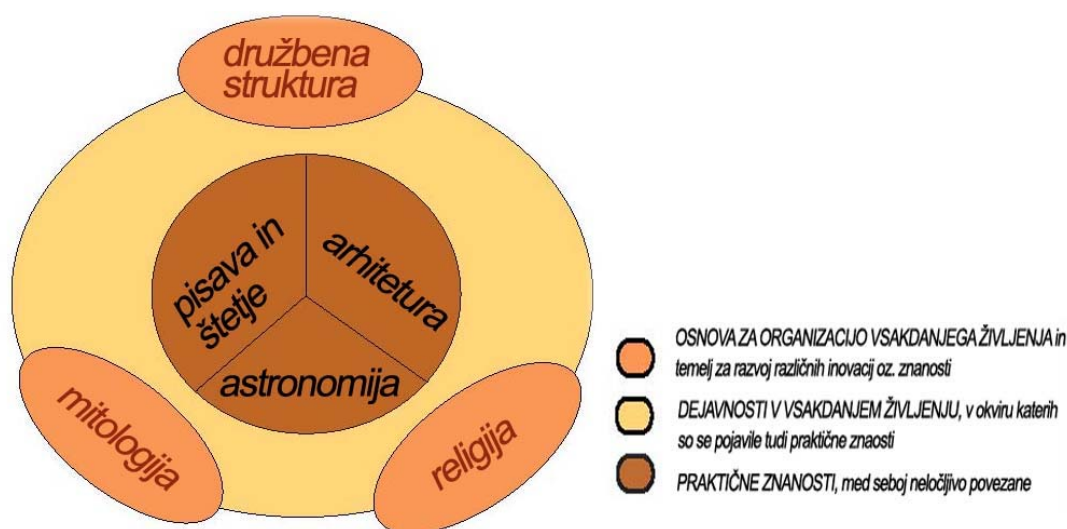 družbena
struktura
pisava in
štetje
arhitetura
astronomija
mitologija
religija
OSNOVA ZA ORGANIZACIJO VSAKDANJEGA ŽIVLJENJA in
temelj za razvoj različnih inovacij oz. znanosti
DEJAVNOSTI V VSAKDANJEM ŽIVLJENJU, v okviru katerih
so se pojavile tudi praktične znaosti
PRAKTIČNE ZNANOSTI, med seboj neločljivo povezane